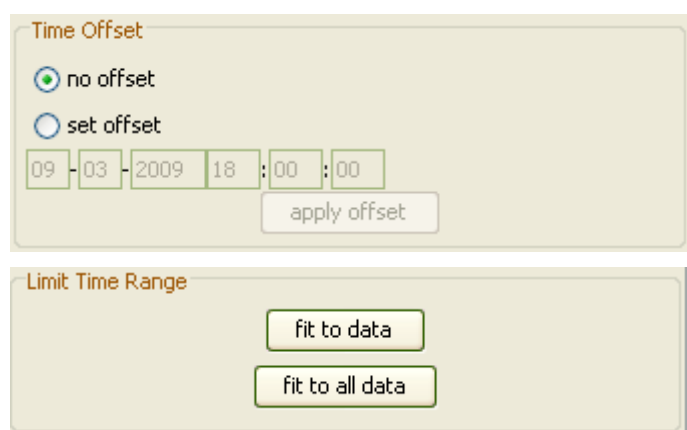 Time Offset
no offset
set offset
09 - 03 - 2009 18 : 00 : 00
apply offset
Limit Time Range
fit to data
fit to all data